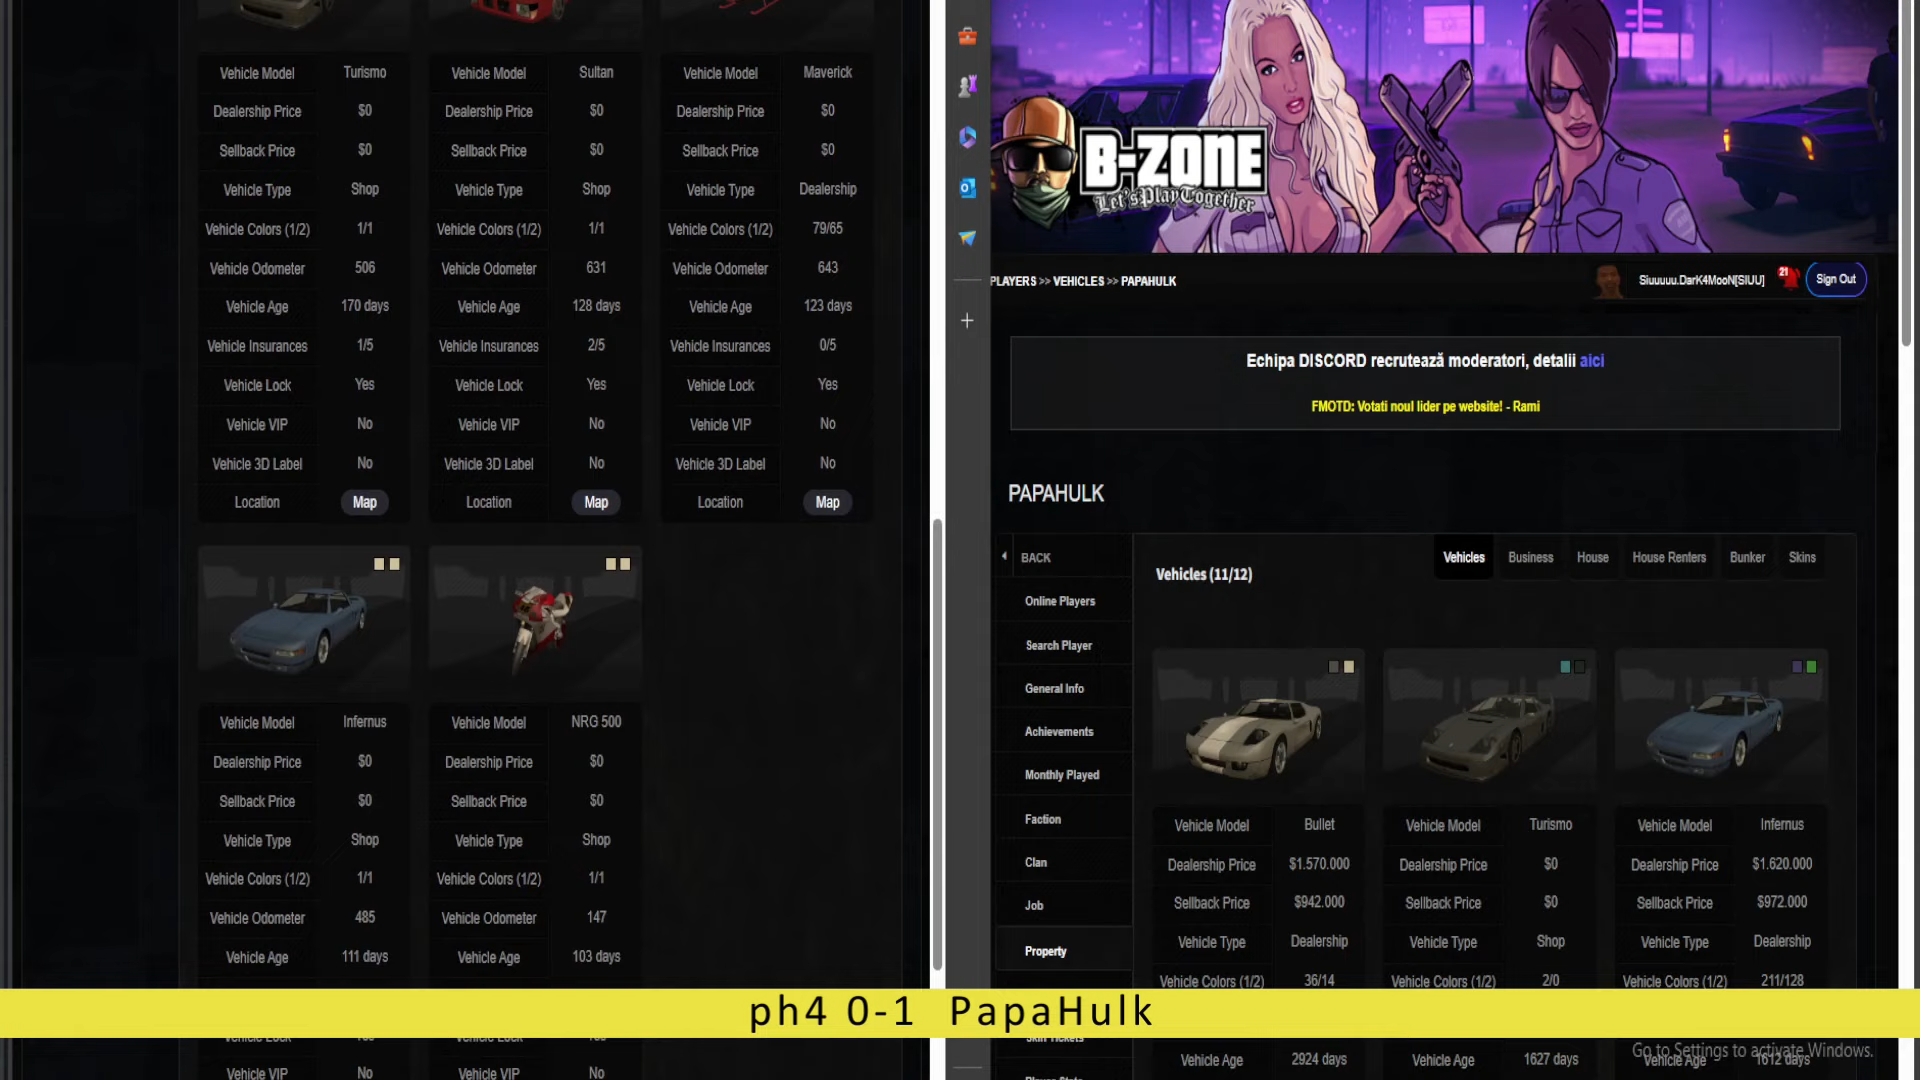 Vehicle Model Turismo
Dealership Price $0
Sellback Price $0
Vehicle Type Shop
Vehicle Colors (1/2) 1/1
Vehicle Odometer 506
Vehicle Age 170 days
Vehicle Insurances 1/5
Vehicle Lock Yes
Vehicle VIP No
Vehicle 3D Label No
Location Map
Vehicle Model Sultan
Dealership Price $0
Sellback Price $0
Vehicle Type Shop
Vehicle Colors (1/2) 1/1
Vehicle Odometer 631
Vehicle Age 128 days
Vehicle Insurances 2/5
Vehicle Lock Yes
Vehicle VIP No
Vehicle 3D Label No
Location Map
Vehicle Model Maverick
Dealership Price $0
Sellback Price $0
Vehicle Type Dealership
Vehicle Colors (1/2) 79/65
Vehicle Odometer 643
Vehicle Age 123 days
Vehicle Insurances 0/5
Vehicle Lock Yes
Vehicle VIP No
Vehicle 3D Label No
Location Map
Vehicle Model Infernus
Dealership Price $0
Sellback Price $0
Vehicle Type Shop
Vehicle Colors (1/2) 1/1
Vehicle Odometer 485
Vehicle Age 111 days
Vehicle VIP No
Vehicle Model NRG 500
Dealership Price $0
Sellback Price $0
Vehicle Type Shop
Vehicle Colors (1/2) 1/1
Vehicle Odometer 147
Vehicle Age 103 days
Vehicle VIP No
B-ZONE
Let'sPlayTogether
PLAYERS >> VEHICLES >> PAPAHULK
Siuuuuu.DarK4MooN[SIUU]
21
Sign Out
Echipa DISCORD recrutează moderatori, detalii aici
FMOTD: Votati noul lider pe website! - Rami
PAPAHULK
BACK
Online Players
Search Player
General Info
Achievements
Monthly Played
Faction
Clan
Job
Property
Skin Tickets
Vehicles (11/12)
Vehicles Business House House Renters Bunker Skins
Vehicle Model Bullet
Dealership Price $1.570.000
Sellback Price $942.000
Vehicle Type Dealership
Vehicle Colors (1/2) 36/14
Vehicle Age 2924 days
Vehicle Model Turismo
Dealership Price $0
Sellback Price $0
Vehicle Type Shop
Vehicle Colors (1/2) 2/0
Vehicle Age 1627 days
Vehicle Model Infernus
Dealership Price $1.620.000
Sellback Price $972.000
Vehicle Type Dealership
Vehicle Colors (1/2) 211/128
Vehicle Age 1612 days
ph4 0-1 PapaHulk
Go to Settings to activate Windows.